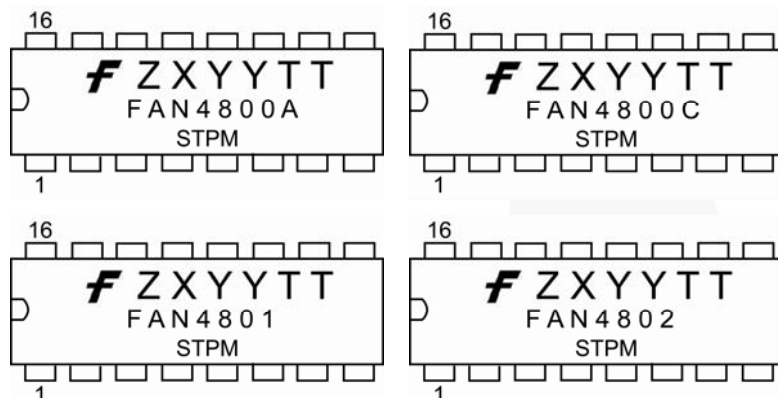 16
ZXYYTT
FAN4800A
STPM
1
16
ZXYYTT
FAN4800C
STPM
1
16
ZXYYTT
FAN4801
STPM
1
16
ZXYYTT
FAN4802
STPM
1